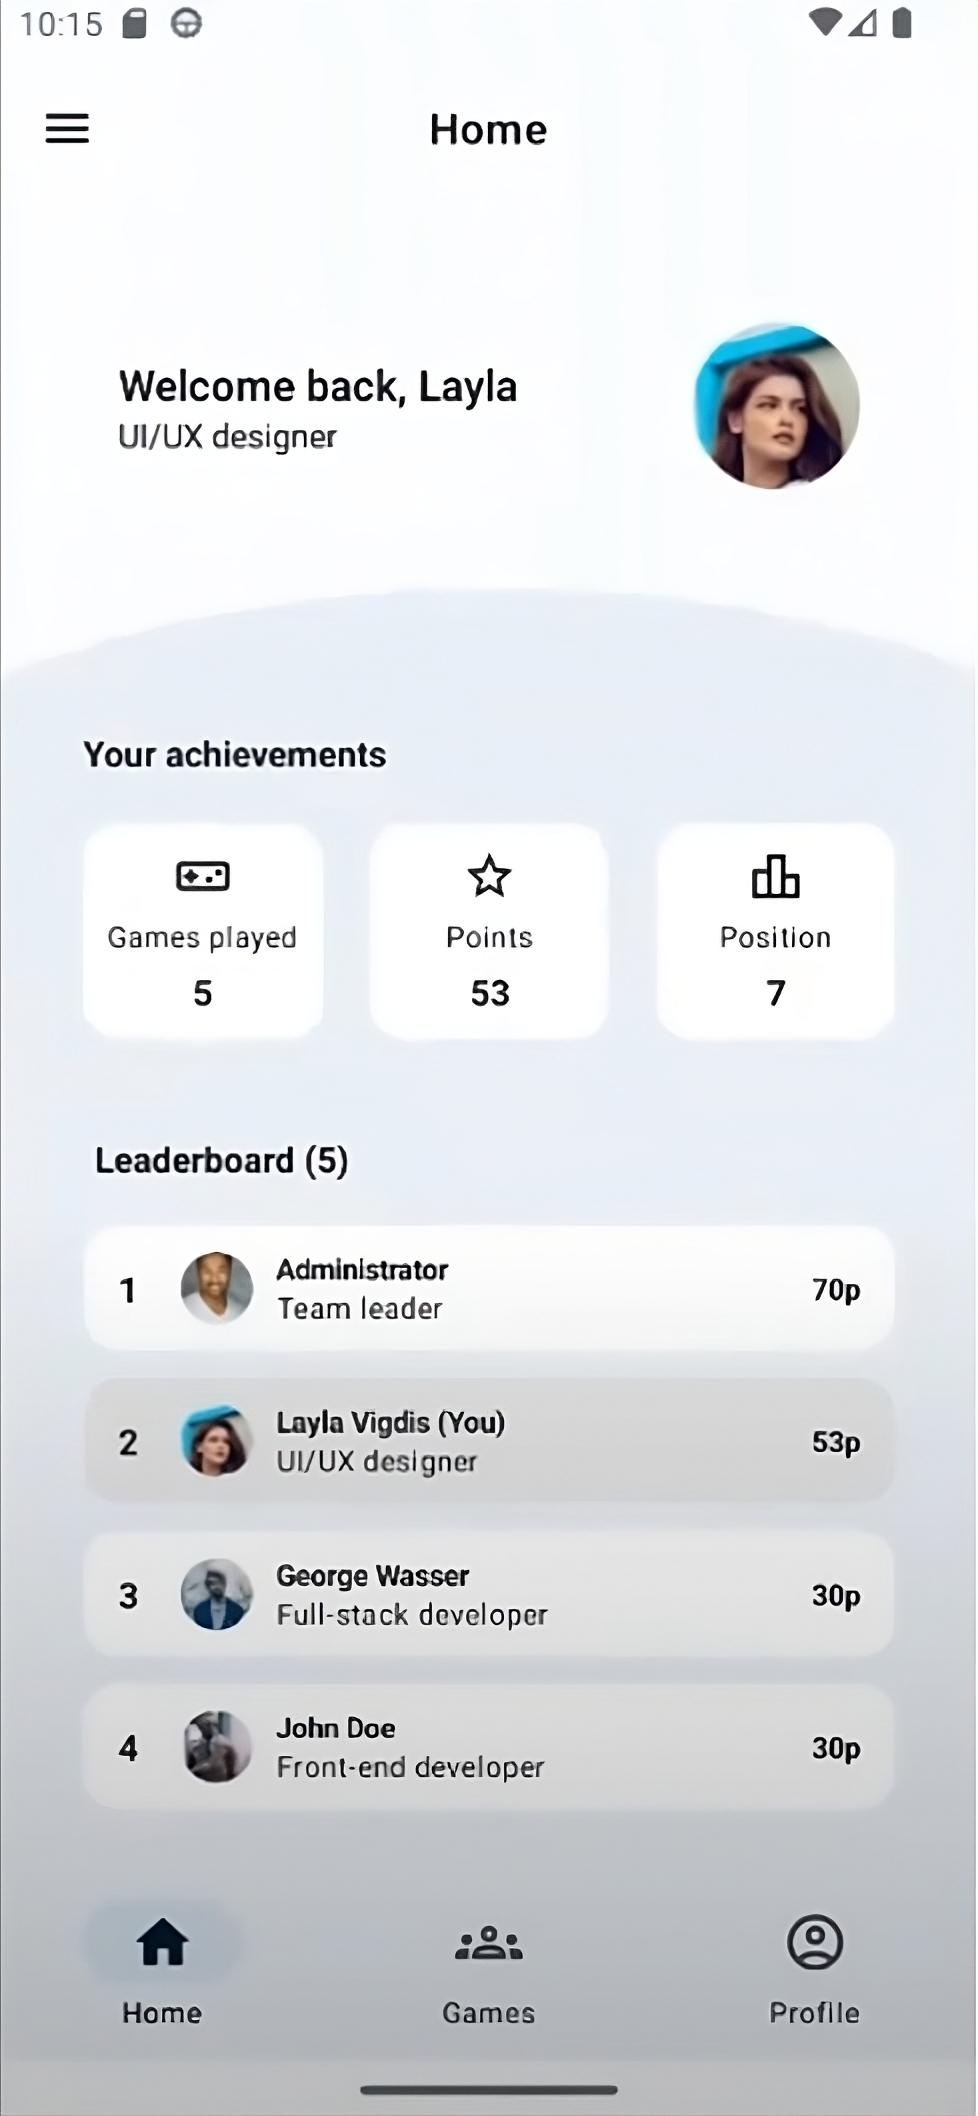 10:15
Home
Welcome back, Layla
UI/UX designer
Your achievements
Games played
5
Points
53
Position
7
Leaderboard (5)
1
Administrator
Team leader
70p
2
Layla Vigdis (You)
UI/UX designer
53p
3
George Wasser
Full-stack developer
30p
4
John Doe
Front-end developer
30p
Home
Games
Profile